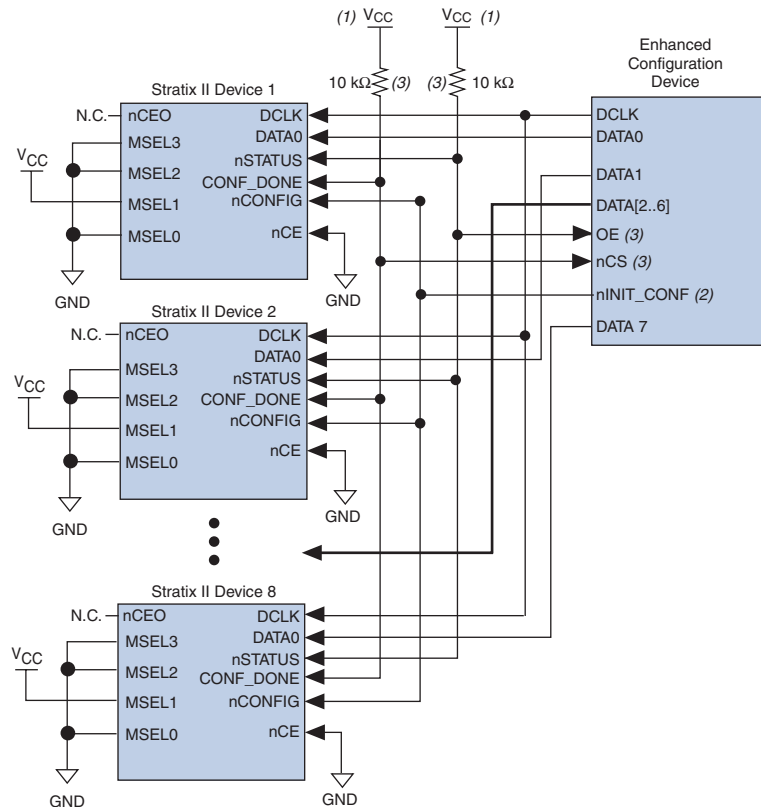 (1) VCC
VCC (1)
10 kΩ (3)
(3) 10 kΩ
Enhanced
Configuration
Device
DCLK
DATA0
DATA1
DATA[2..6]
OE (3)
nCS (3)
nINIT_CONF (2)
DATA 7
Stratix II Device 1
N.C.
nCEO
MSEL3
MSEL2
MSEL1
MSEL0
DCLK
DATA0
nSTATUS
CONF_DONE
nCONFIG
nCE
VCC
GND
GND
Stratix II Device 2
N.C.
nCEO
MSEL3
MSEL2
MSEL1
MSEL0
DCLK
DATA0
nSTATUS
CONF_DONE
nCONFIG
nCE
VCC
GND
GND
Stratix II Device 8
N.C.
nCEO
MSEL3
MSEL2
MSEL1
MSEL0
DCLK
DATA0
nSTATUS
CONF_DONE
nCONFIG
nCE
VCC
GND
GND